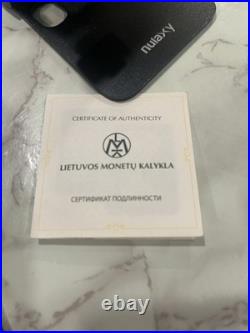 nulaxy
CERTIFICATE OF AUTHENTICITY
LIETUVOS MONETŲ KALYKLA
СЕРТИФИКАТ ПОДЛИННОСТИ